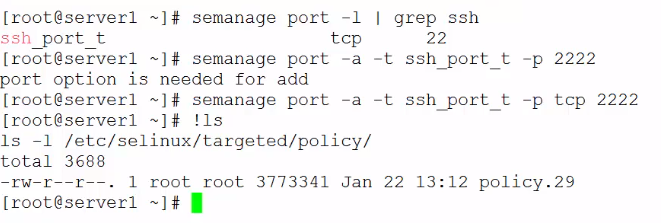 [root@server1 ~]# semanage port -l | grep ssh
ssh_port_t                     tcp      22
[root@server1 ~]# semanage port -a -t ssh_port_t -p 2222
port option is needed for add
[root@server1 ~]# semanage port -a -t ssh_port_t -p tcp 2222
[root@server1 ~]# !ls
ls -l /etc/selinux/targeted/policy/
total 3688
-rw-r--r--. 1 root root 3773341 Jan 22 13:12 policy.29
[root@server1 ~]#